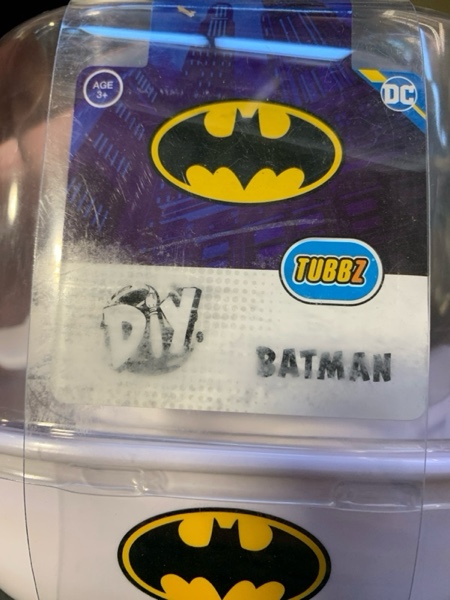 AGE
3+
DC
TUBBZ
DIY.
BATMAN